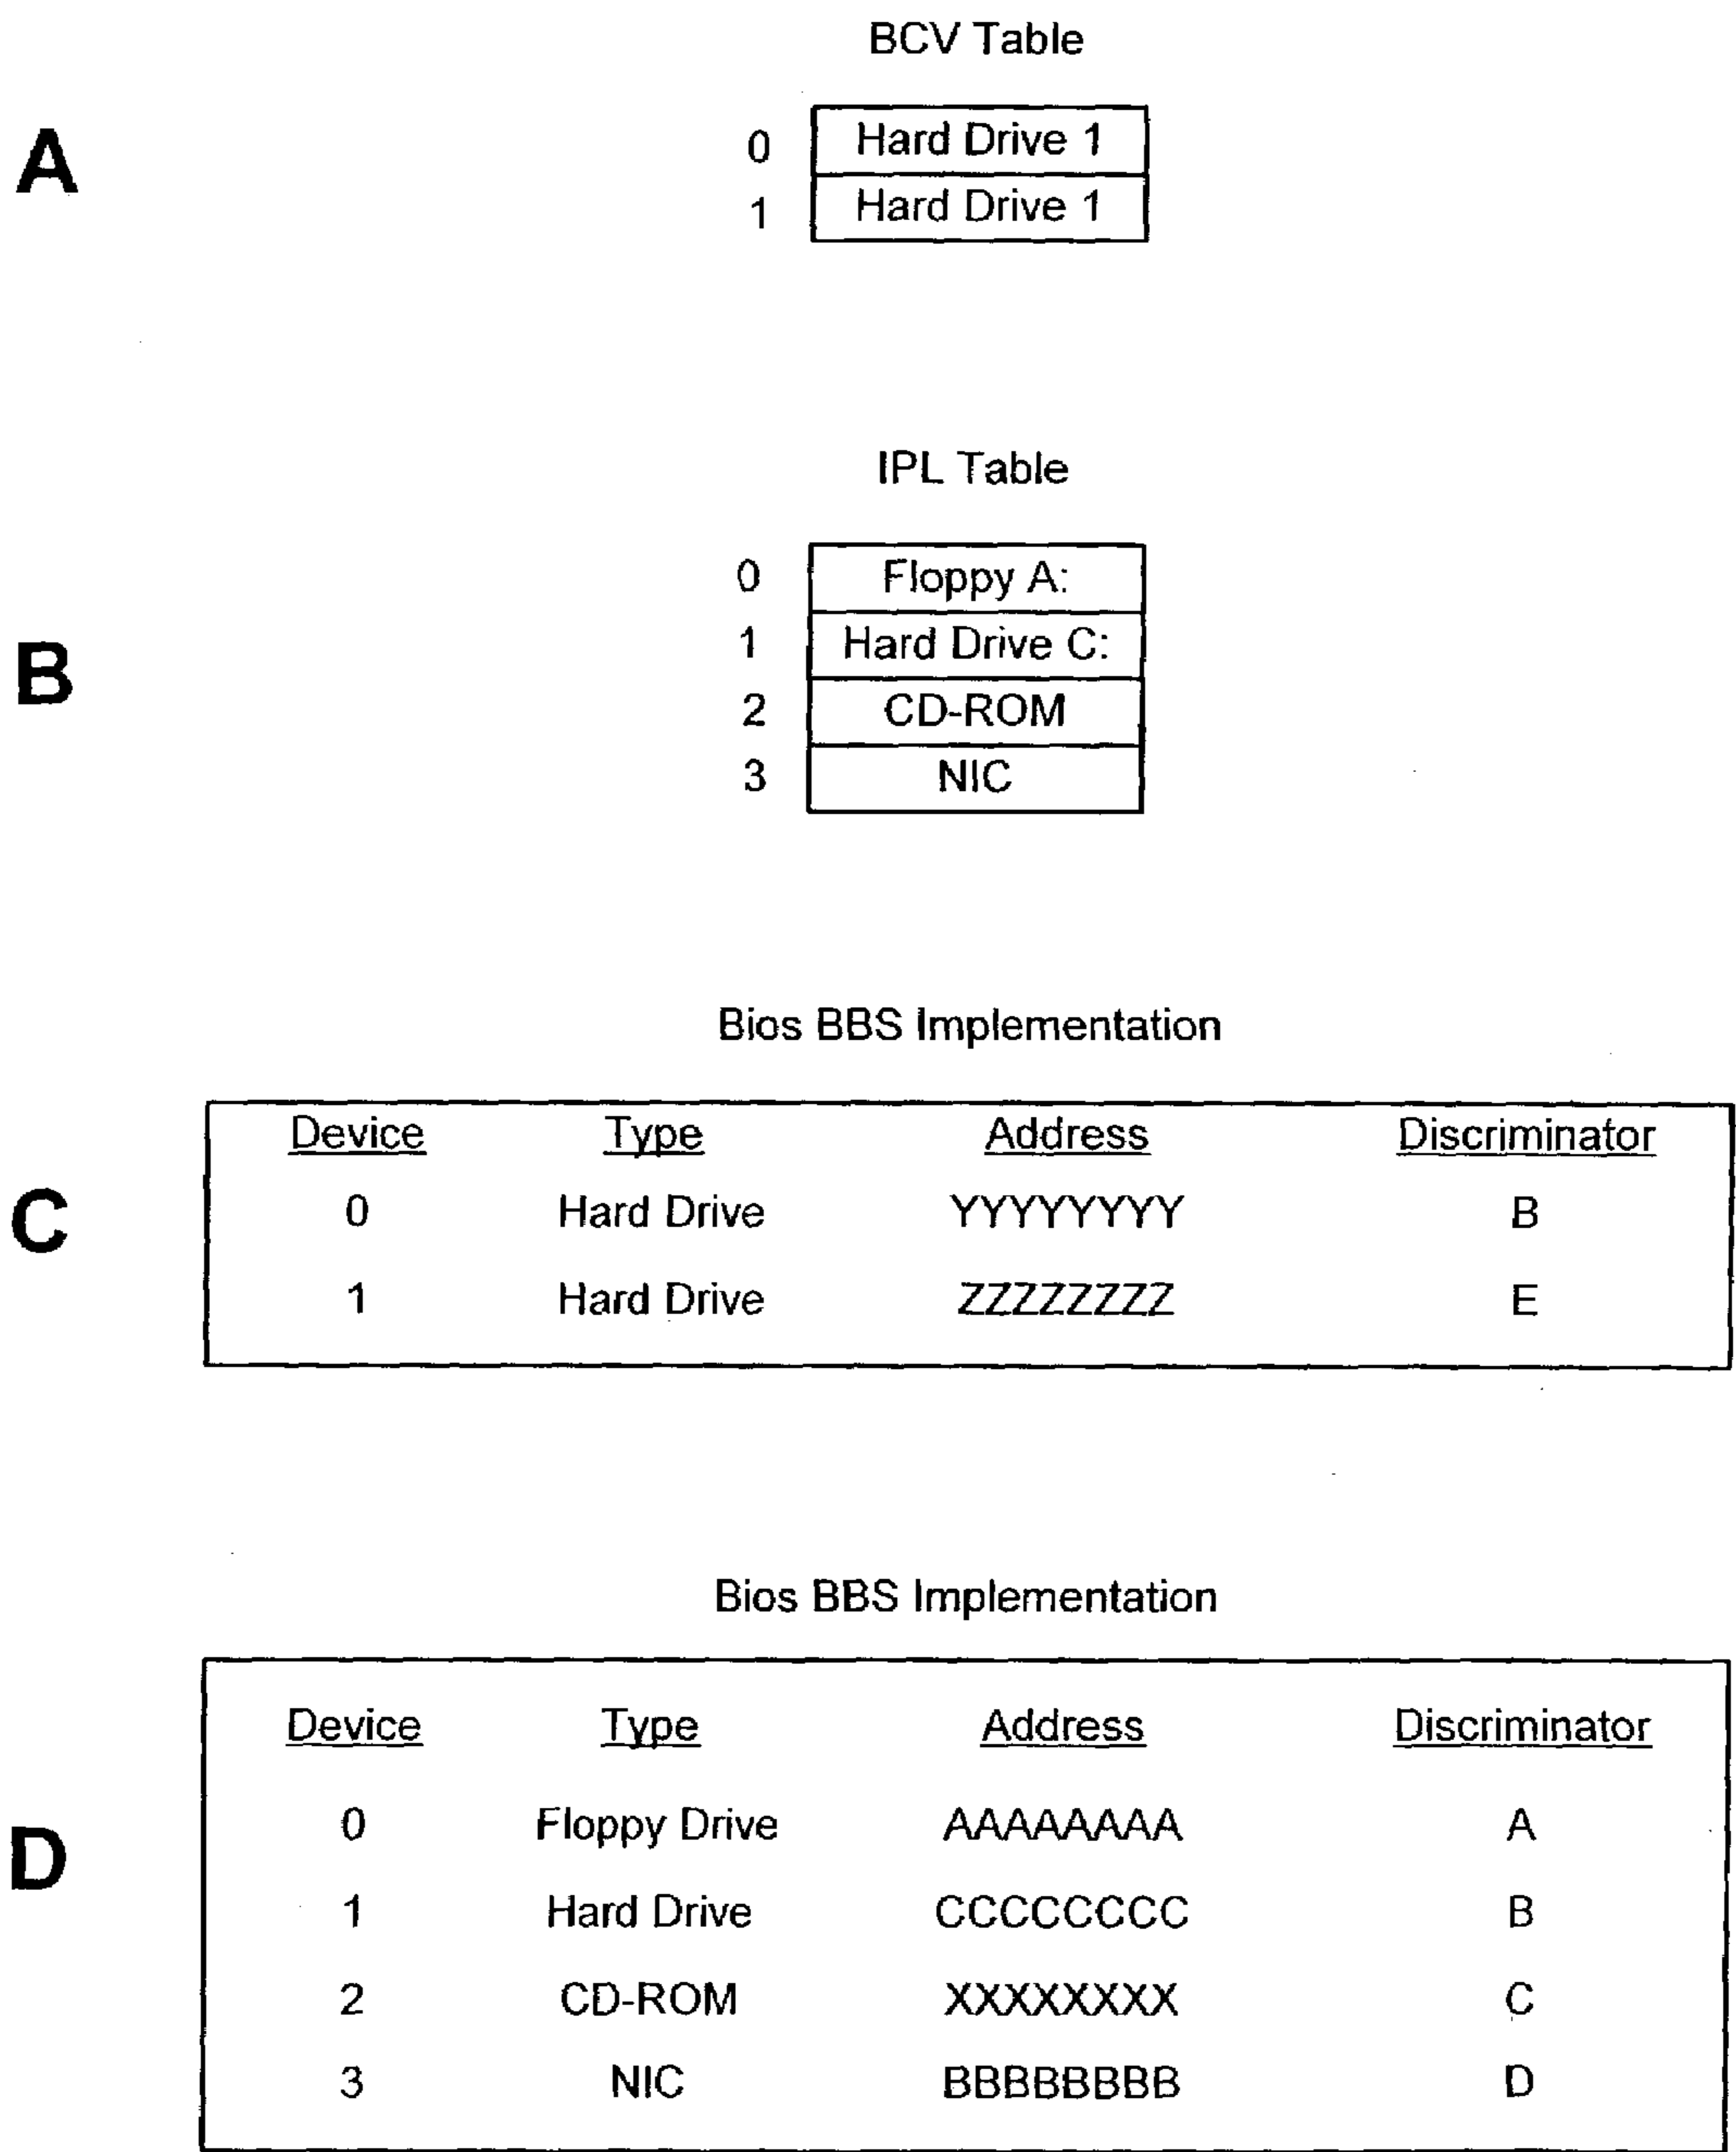 BCV Table
A
0 Hard Drive 1
1 Hard Drive 1
IPL Table
B
0 Floppy A:
1 Hard Drive C:
2 CD-ROM
3 NIC
Bios BBS Implementation
C
Device Type Address Discriminator
0 Hard Drive YYYYYYYY B
1 Hard Drive ZZZZZZZZ E
Bios BBS Implementation
D
Device Type Address Discriminator
0 Floppy Drive AAAAAAAA A
1 Hard Drive CCCCCCCC B
2 CD-ROM XXXXXXXX C
3 NIC BBBBBBBB D